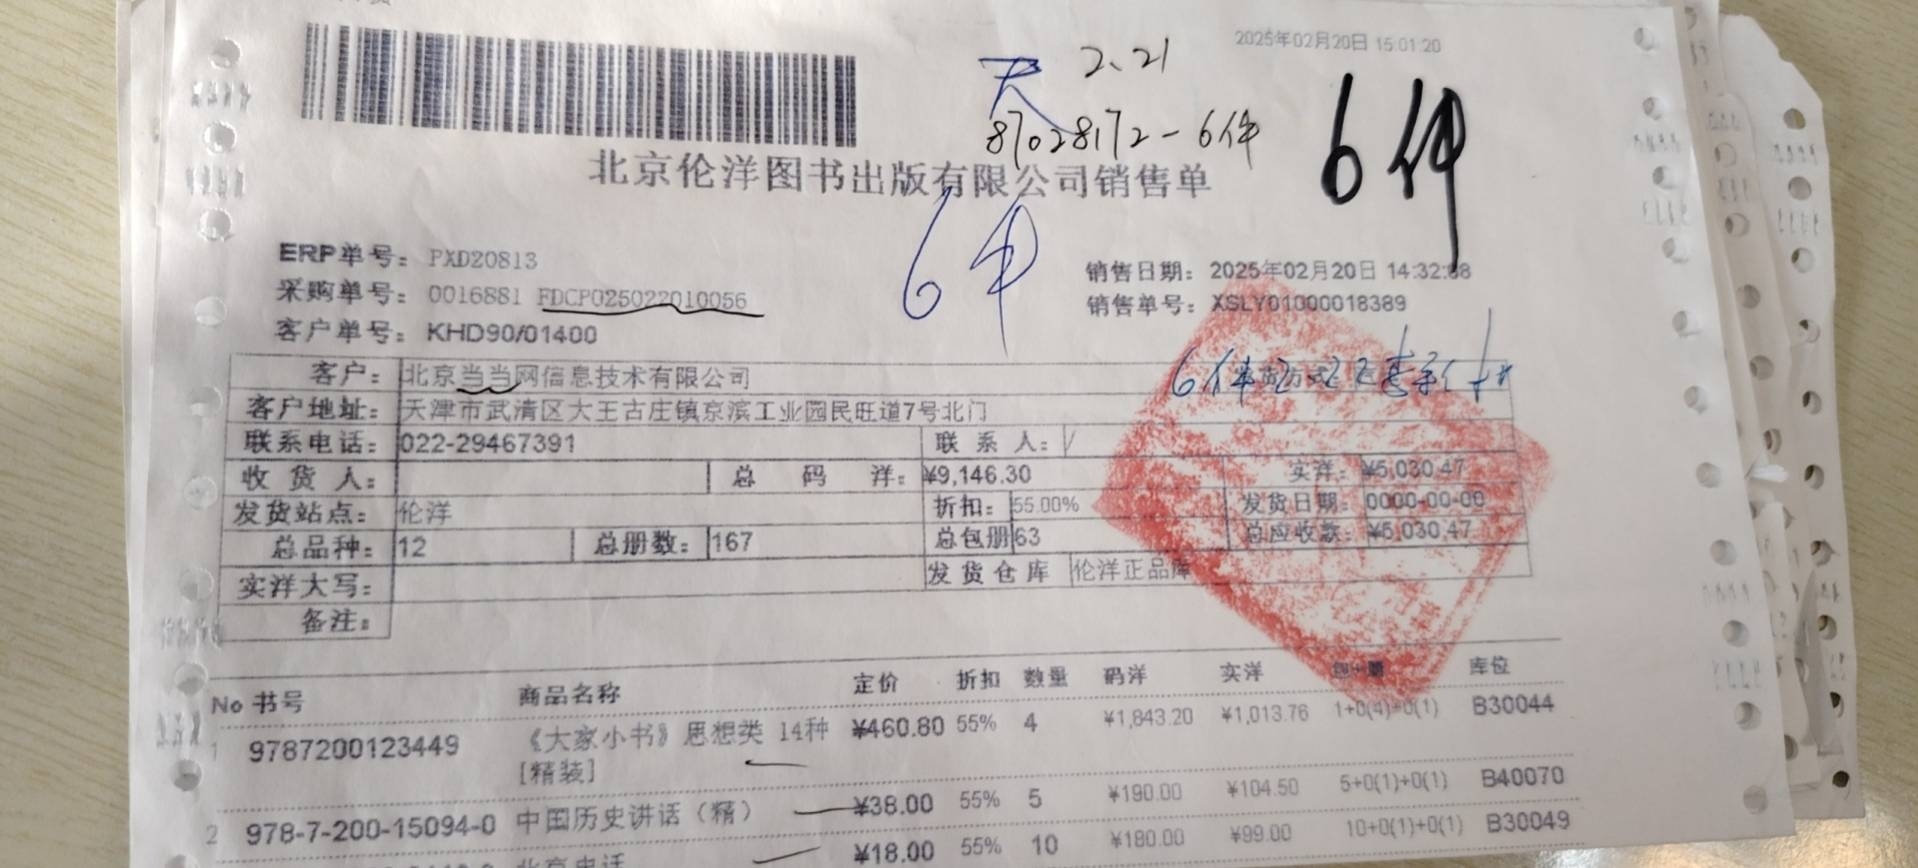 2025年02月20日 15:01:20
天 2、21
87028172-6件
6件
北京伦洋图书出版有限公司销售单
6件
ERP单号：PXD20813
销售日期：2025年02月20日 14:32:38
采购单号：0016881 FDCP025022010056
销售单号：XSLY01000018389
客户单号：KHD90/01400
客户：北京当当网信息技术有限公司
6件
客户地址：天津市武清区大王古庄镇京滨工业园民旺道7号北门
联系电话：022-29467391 联系人：/
收货人： 总码洋：¥9,146.30 实洋：¥5,030.47
发货站点：伦洋 折扣：55.00% 发货日期：0000-00-00
总品种：12 总册数：167 总包册63 总应收款：¥5,030.47
实洋大写： 发货仓库 伦洋正品库
备注：
No 书号 商品名称 定价 折扣 数量 码洋 实洋 包+册 库位
1 9787200123449 《大家小书》思想类 14种 ¥460.80 55% 4 ¥1,843.20 ¥1,013.76 1+0(4)+0(1) B30044
[精装]
2 978-7-200-15094-0 中国历史讲话（精） ¥38.00 55% 5 ¥190.00 ¥104.50 5+0(1)+0(1) B40070
北京史话 ¥18.00 55% 10 ¥180.00 ¥99.00 10+0(1)+0(1) B30049